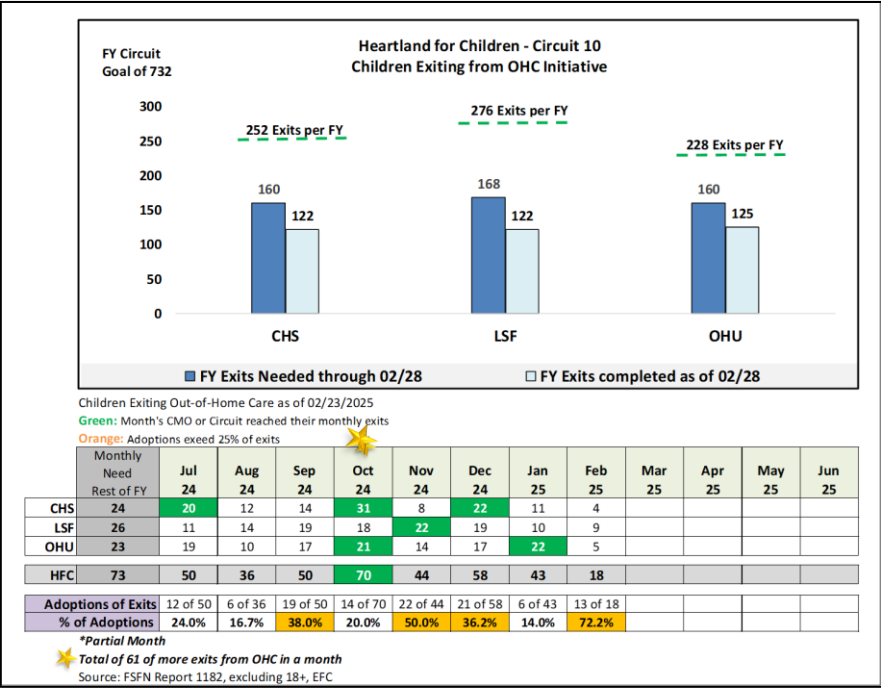 FY Circuit
Goal of 732
Heartland for Children - Circuit 10
Children Exiting from OHC Initiative
300
250
200
150
100
50
0
252 Exits per FY
276 Exits per FY
228 Exits per FY
160
122
168
122
160
125
CHS
LSF
OHU
FY Exits Needed through 02/28
FY Exits completed as of 02/28
Children Exiting Out-of-Home Care as of 02/23/2025
Green: Month's CMO or Circuit reached their monthly exits
Orange: Adoptions exeed 25% of exits
Monthly Need Rest of FY Jul 24 Aug 24 Sep 24 Oct 24 Nov 24 Dec 24 Jan 25 Feb 25 Mar 25 Apr 25 May 25 Jun 25
CHS 24 20 12 14 31 8 22 11 4
LSF 26 11 14 19 18 22 19 10 9
OHU 23 19 10 17 21 14 17 22 5
HFC 73 50 36 50 70 44 58 43 18
Adoptions of Exits 12 of 50 6 of 36 19 of 50 14 of 70 22 of 44 21 of 58 6 of 43 13 of 18
% of Adoptions 24.0% 16.7% 38.0% 20.0% 50.0% 36.2% 14.0% 72.2%
*Partial Month
Total of 61 of more exits from OHC in a month
Source: FSFN Report 1182, excluding 18+, EFC